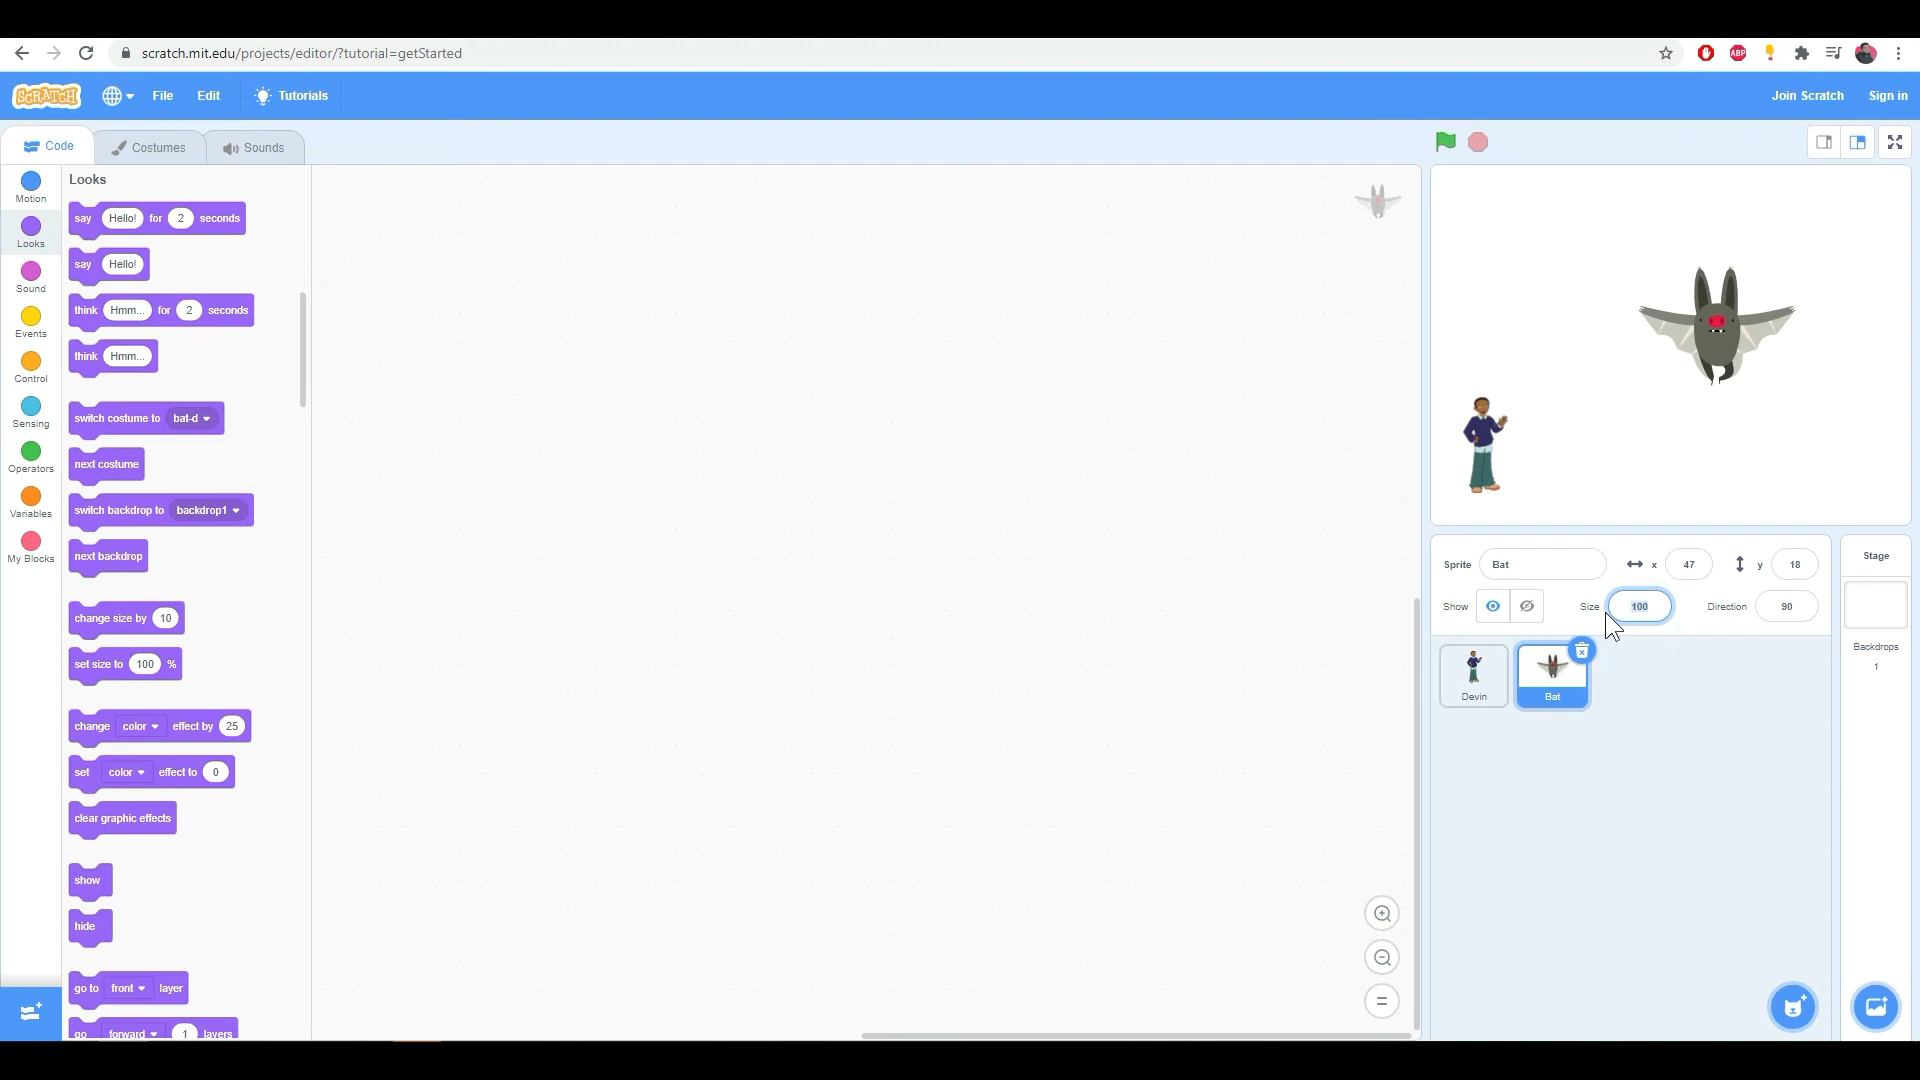 scratch.mit.edu/projects/editor/?tutorial=getStarted
ABP
SCRATCH File Edit Tutorials Join Scratch Sign in
Code Costumes Sounds
Motion
Looks
Sound
Events
Control
Sensing
Operators
Variables
My Blocks
Looks
say Hello! for 2 seconds
say Hello!
think Hmm... for 2 seconds
think Hmm...
switch costume to bat-d
next costume
switch backdrop to backdrop1
next backdrop
change size by 10
set size to 100 %
change color effect by 25
set color effect to 0
clear graphic effects
show
hide
go to front layer
go forward 1 layers
Sprite Bat x 47 y 18
Show Size 100 Direction 90
Devin Bat
Stage
Backdrops
1